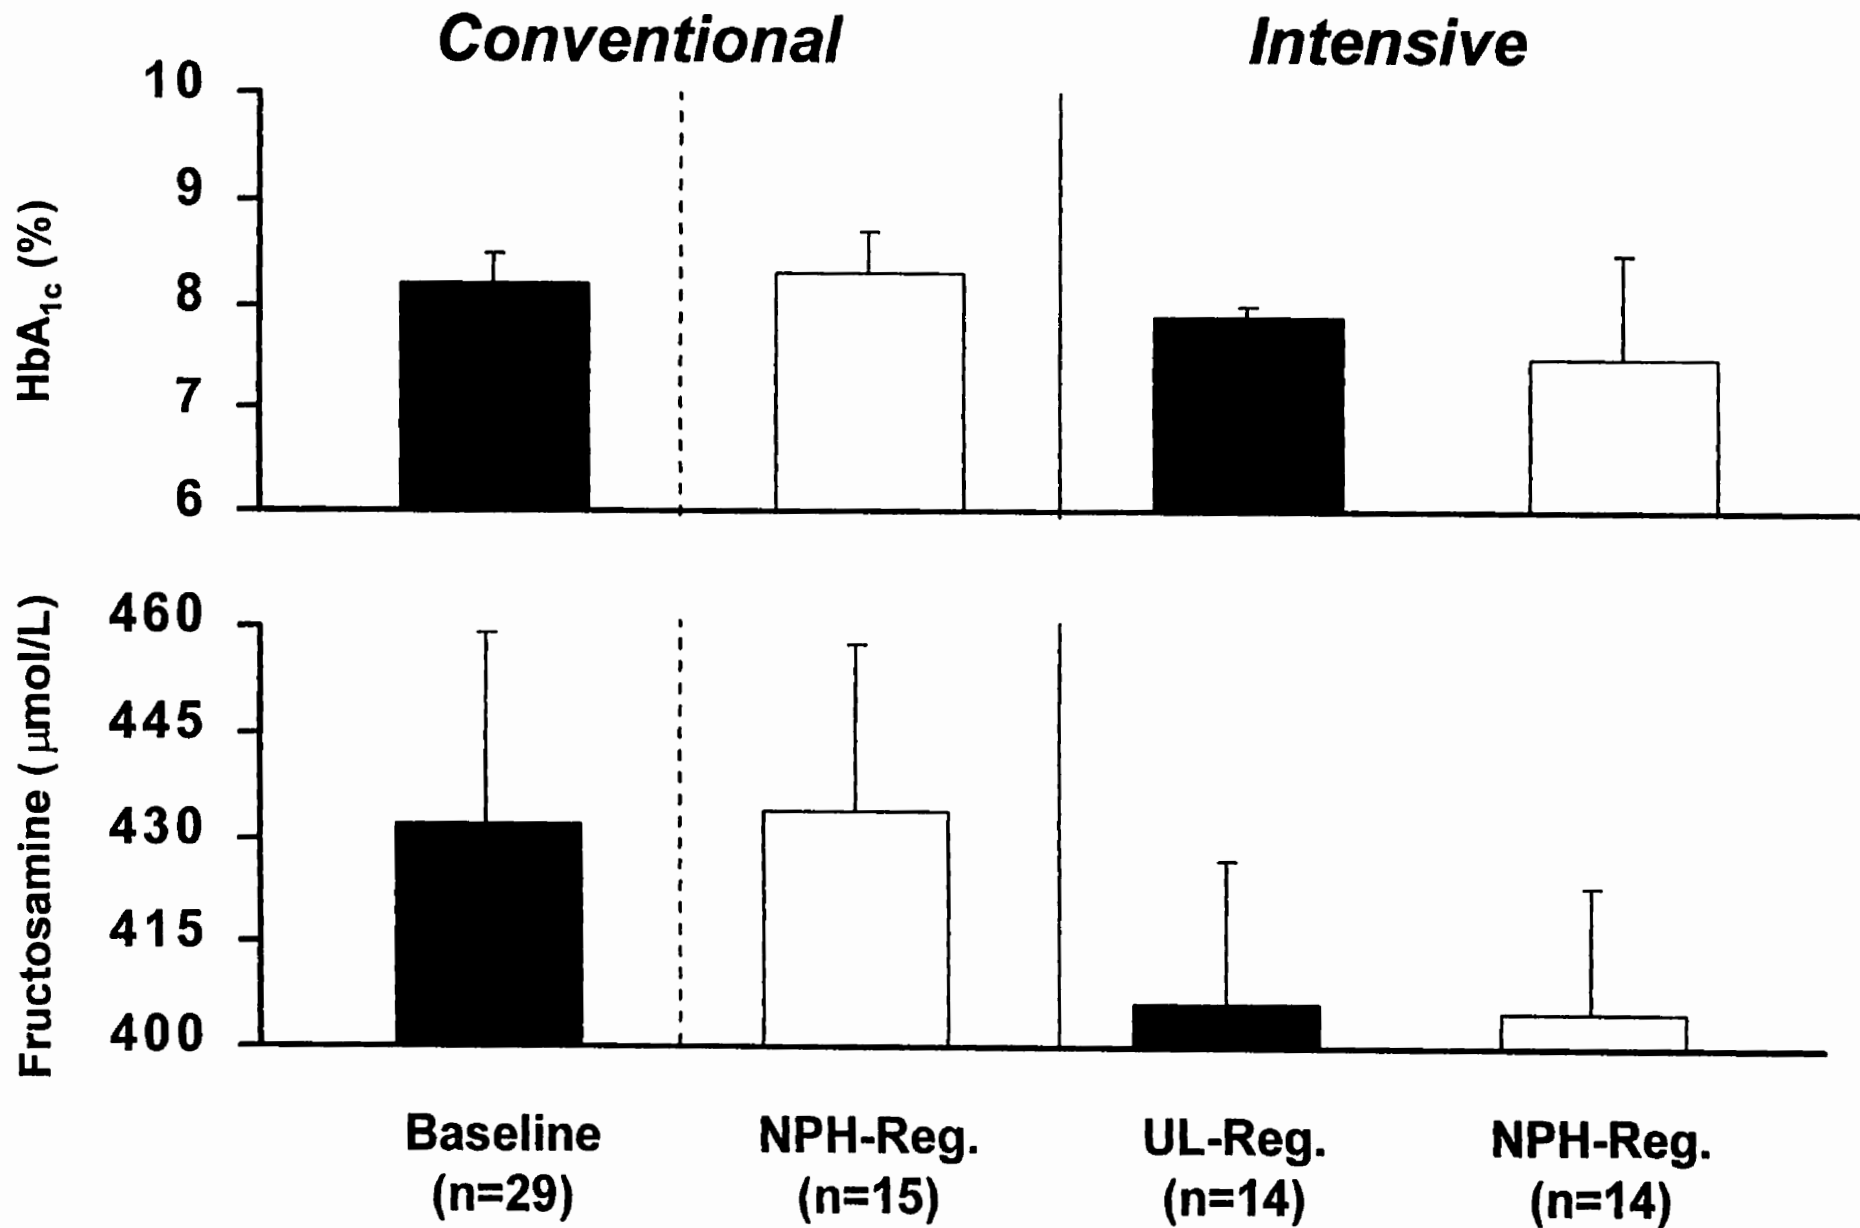 Conventional
Intensive
10
9
8
7
6
HbA1c (%)
460
445
430
415
400
Fructosamine (μmol/L)
Baseline
(n=29)
NPH-Reg.
(n=15)
UL-Reg.
(n=14)
NPH-Reg.
(n=14)